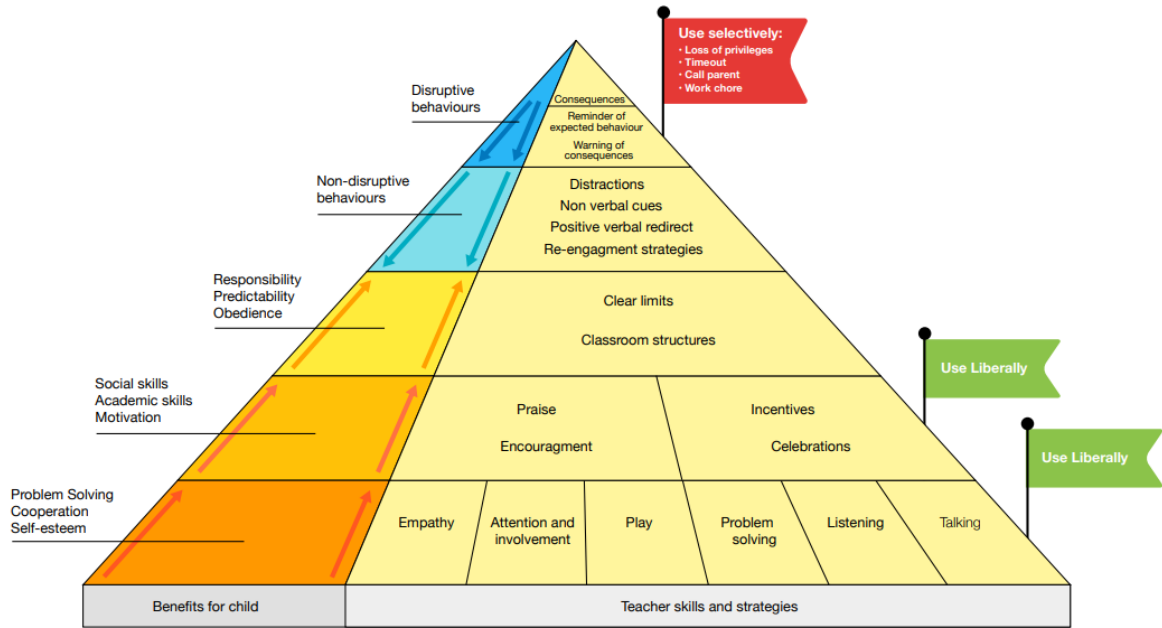 Use selectively:
• Loss of privileges
• Timeout
• Call parent
• Work chore
Disruptive
behaviours
Consequences
Reminder of
expected behaviour
Warning of
consequences
Non-disruptive
behaviours
Distractions
Non verbal cues
Positive verbal redirect
Re-engagment strategies
Responsibility
Predictability
Obedience
Clear limits
Classroom structures
Use Liberally
Social skills
Academic skills
Motivation
Praise
Encouragment
Incentives
Celebrations
Use Liberally
Problem Solving
Cooperation
Self-esteem
Empathy
Attention and
involvement
Play
Problem
solving
Listening
Talking
Benefits for child
Teacher skills and strategies